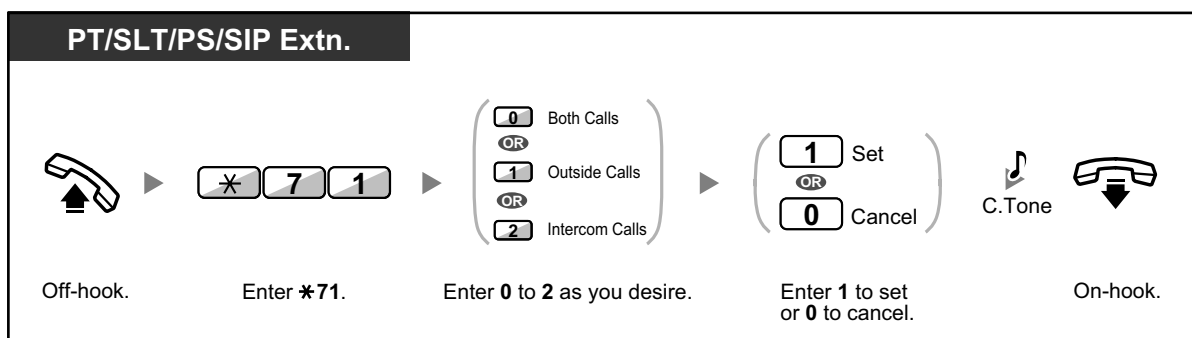 PT/SLT/PS/SIP Extn.
0 Both Calls
OR
1 Outside Calls
OR
2 Intercom Calls
✳ 7 1
1 Set
OR
0 Cancel
C.Tone
Off-hook.
Enter ✳71.
Enter 0 to 2 as you desire.
Enter 1 to set
or 0 to cancel.
On-hook.